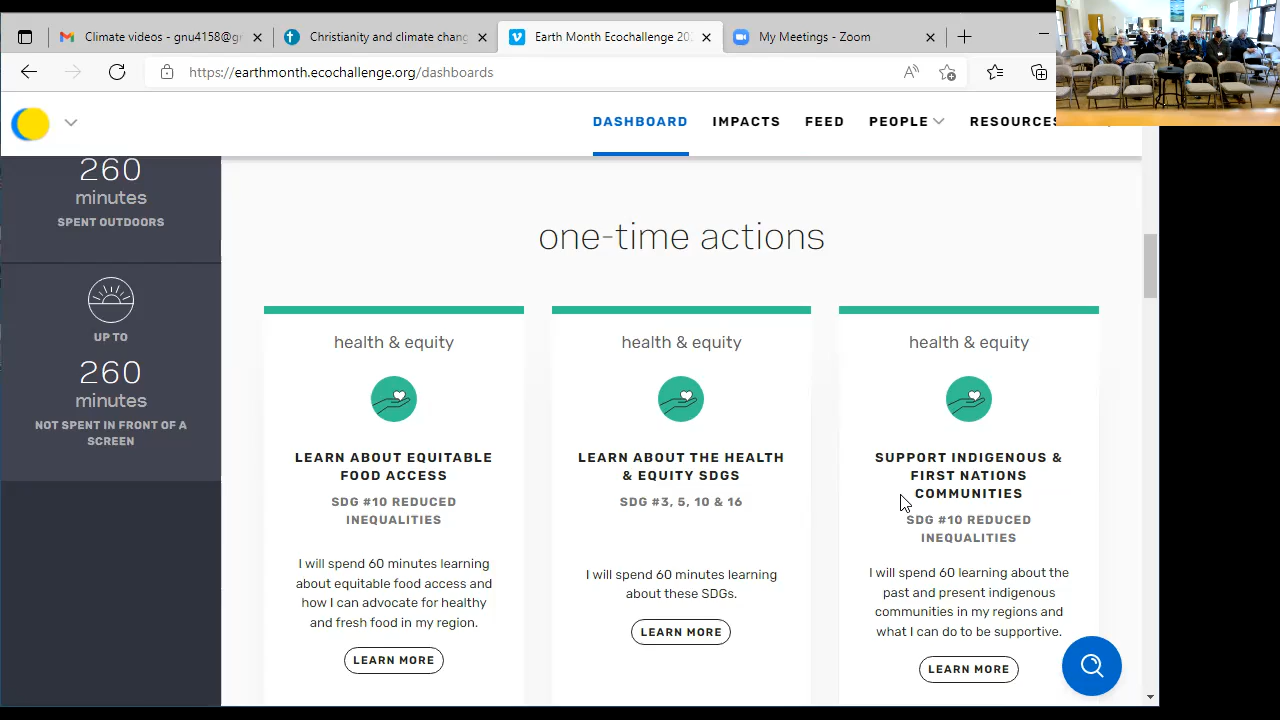 Climate videos - gnu4158@g
Christianity and climate chang
Earth Month Ecochallenge 202
My Meetings - Zoom
https://earthmonth.ecochallenge.org/dashboards
DASHBOARD
IMPACTS
FEED
PEOPLE
RESOURCES
260
minutes
SPENT OUTDOORS
UP TO
260
minutes
NOT SPENT IN FRONT OF A
SCREEN
one-time actions
health & equity
LEARN ABOUT EQUITABLE
FOOD ACCESS
SDG #10 REDUCED
INEQUALITIES
I will spend 60 minutes learning
about equitable food access and
how I can advocate for healthy
and fresh food in my region.
LEARN MORE
health & equity
LEARN ABOUT THE HEALTH
& EQUITY SDGS
SDG #3, 5, 10 & 16
I will spend 60 minutes learning
about these SDGs.
LEARN MORE
health & equity
SUPPORT INDIGENOUS &
FIRST NATIONS
COMMUNITIES
SDG #10 REDUCED
INEQUALITIES
I will spend 60 learning about the
past and present indigenous
communities in my regions and
what I can do to be supportive.
LEARN MORE